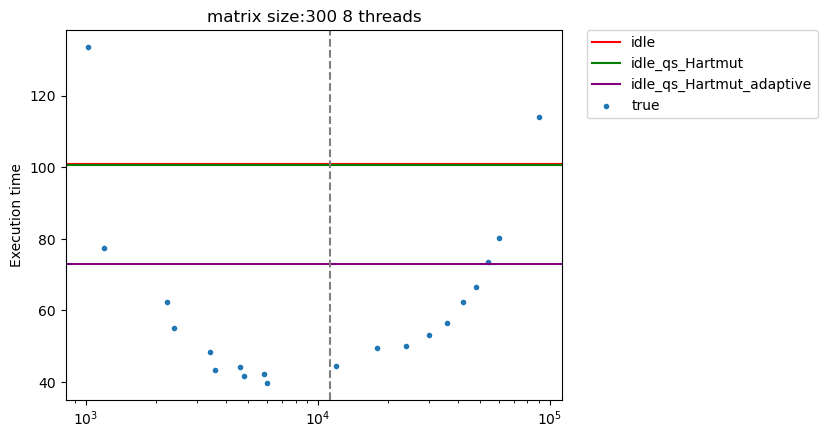 matrix size:300 8 threads
Execution time
120
100
80
60
40
10³
10⁴
10⁵
idle
idle_qs_Hartmut
idle_qs_Hartmut_adaptive
true